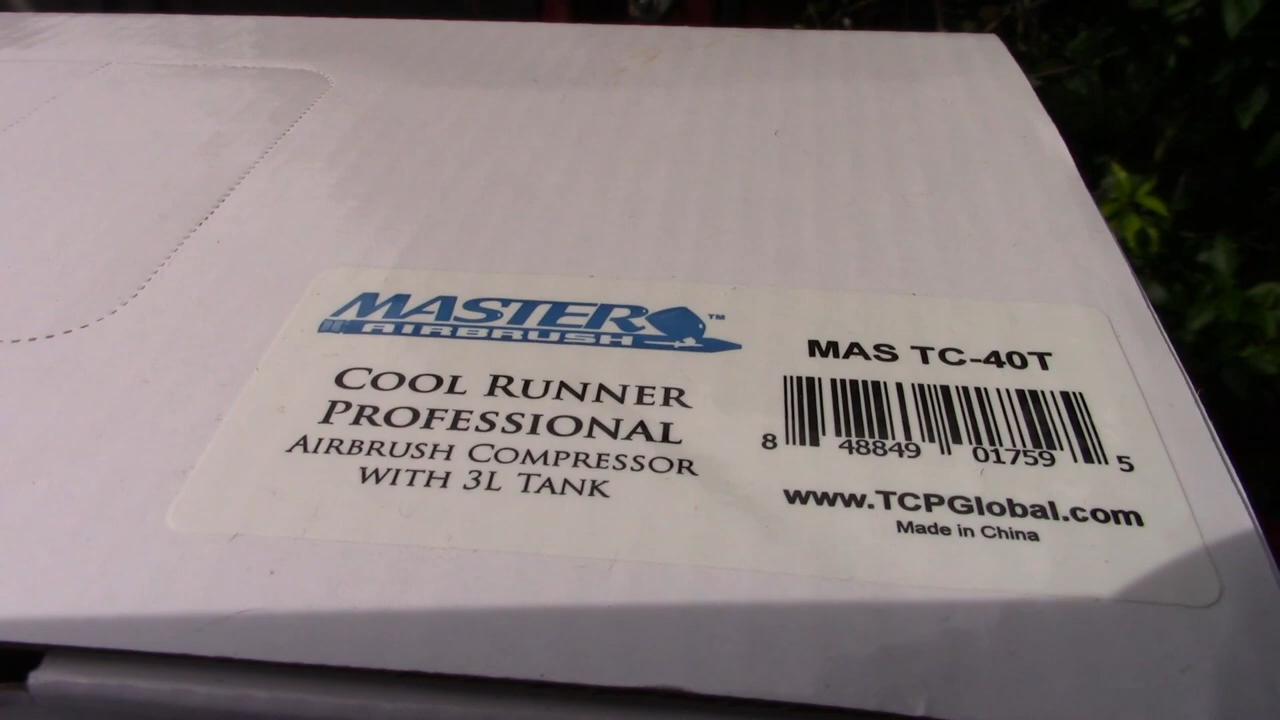 MASTER ™
AIRBRUSH
COOL RUNNER
PROFESSIONAL
AIRBRUSH COMPRESSOR
WITH 3L TANK
MAS TC-40T
8 48849 01759 5
www.TCPGlobal.com
Made in China